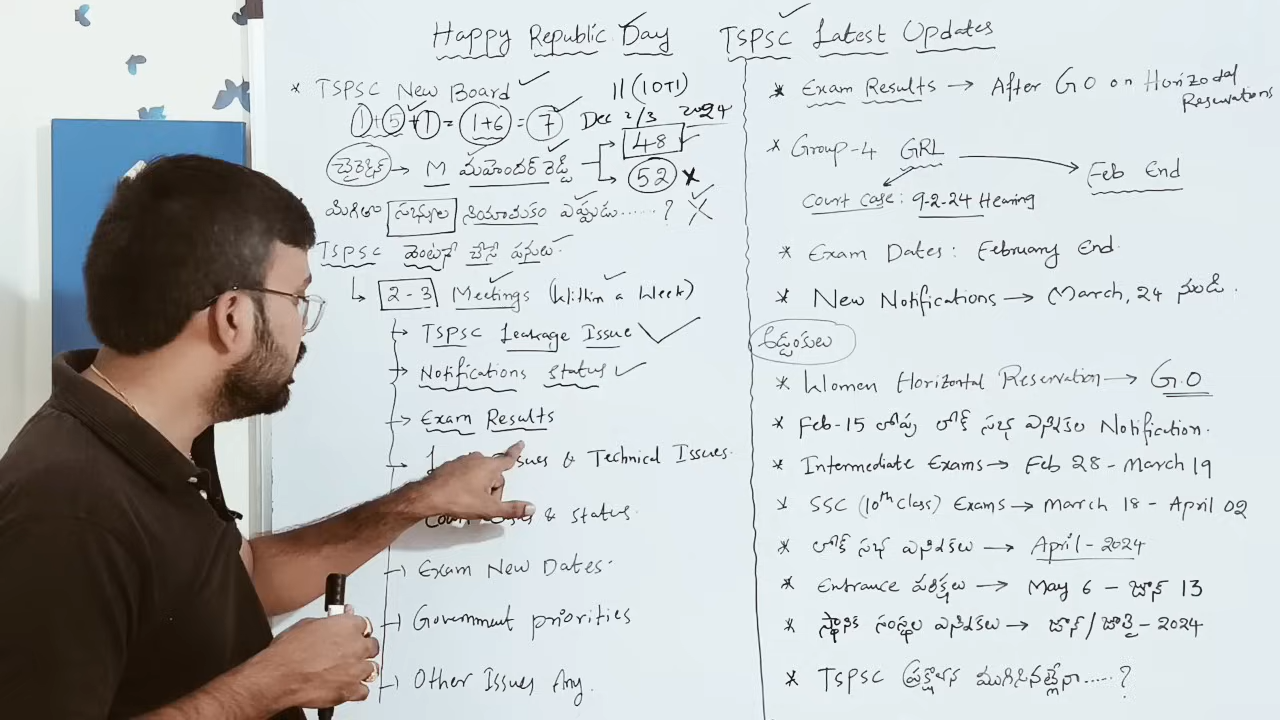 Happy Republic Day TSPSC Latest Updates
* TSPSC New Board 11 (10TI)
1+5+1 = 1+6 = 7 Dec 2/3 2024
ఛైర్మెన్ → M మహేందర్ రెడ్డి 48
52 ×
మిగిలిన సభ్యుల నియామకం ఎప్పుడు......?
TSPSC వెంటనే చేసే పనులు
2-3 Meetings (Within a Week)
→ TSPSC Leakage Issue
→ Notifications Status
→ Exam Results
→ Issues & Technical Issues.
Court & Status.
→ Exam New Dates.
→ Government priorities
→ Other Issues Any.
* Exam Results → After GO on Horizodal
Reservations
* Group-4 GRL → Feb End
Court case: 9-2-24 Hearing
* Exam Dates: February End.
* New Notifications → March, 24 నుండి.
అడ్డంకులు
* Women Horizontal Reservation → G.O
* Feb-15 లోపు లోక్ సభ ఎన్నికల Notification.
* Intermediate Exams → Feb 28 - March 19
* SSC (10th Class) Exams → March 18 - April 02
* లోక్ సభ ఎన్నికలు → April - 2024
* Entrance పరీక్షలు → May 6 - జూన్ 13
* స్థానిక సంస్థల ఎన్నికలు → జూన్/జూలై - 2024
* TSPSC ప్రక్షాళన ముగిసినట్లేనా.....?